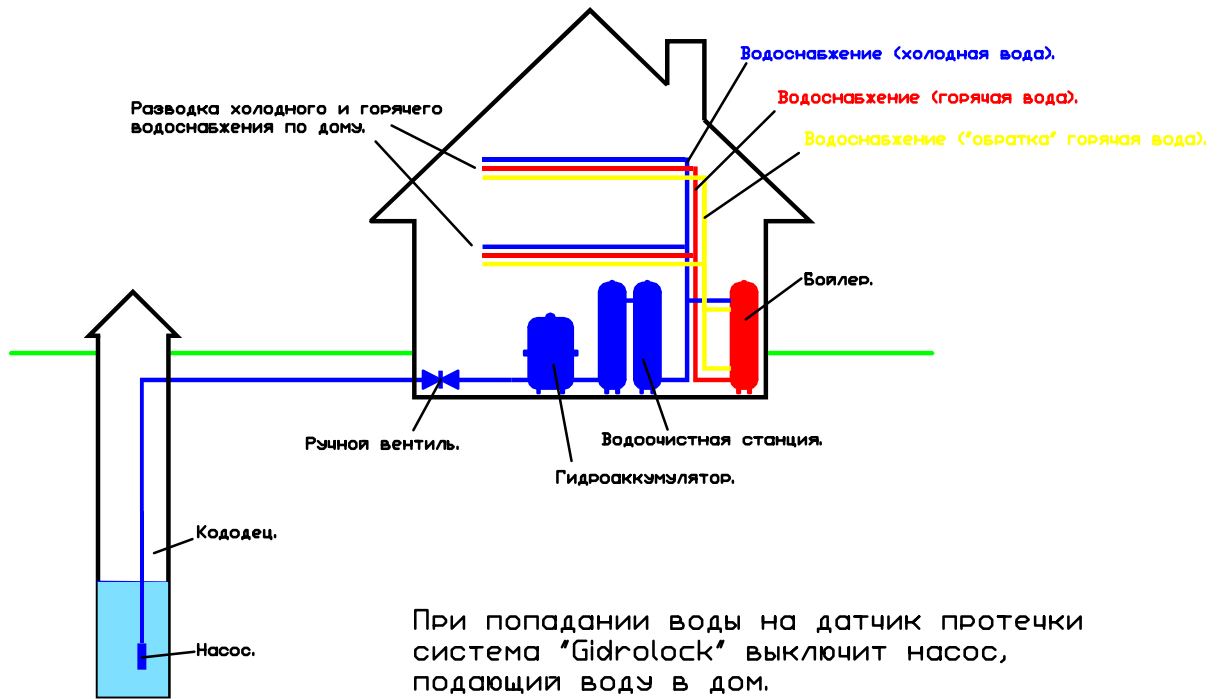 Водоснабжение (холодная вода).
Водоснабжение (горячая вода).
Разводка холодного и горячего
водоснабжения по дому.
Водоснабжение ("обратка" горячая вода).
Бойлер.
Ручной вентиль.
Водоочистная станция.
Гидроаккумулятор.
Кододец.
Насос.
При попадании воды на датчик протечки
система "Gidrolock" выключит насос,
подающий воду в дом.